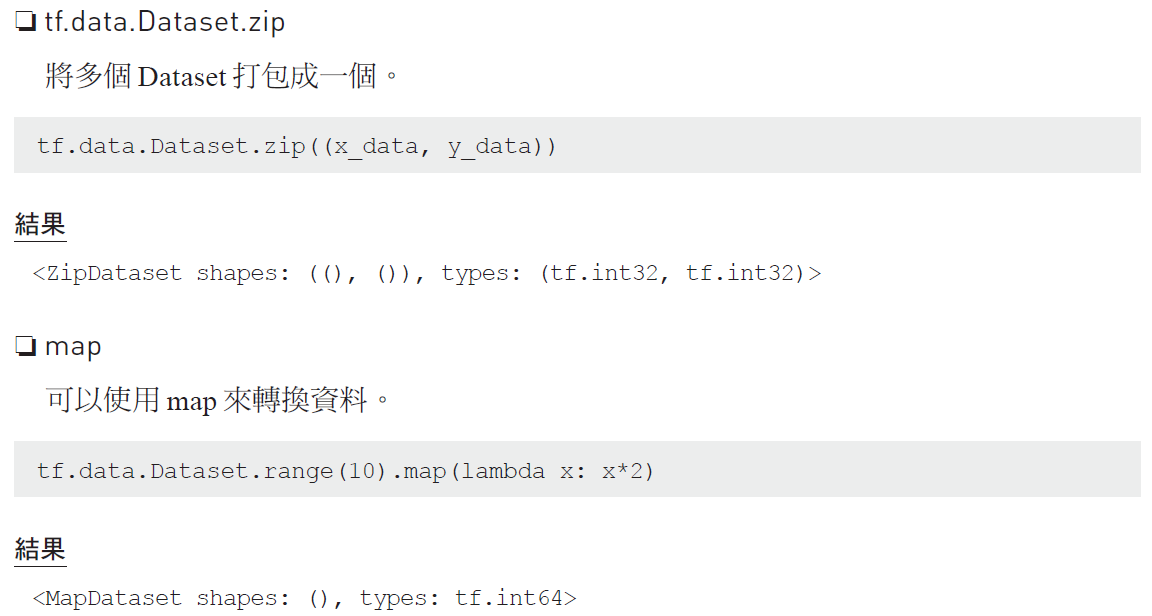 ❏ tf.data.Dataset.zip
將多個 Dataset 打包成一個。
tf.data.Dataset.zip((x_data, y_data))
結果
<ZipDataset shapes: ((), ()), types: (tf.int32, tf.int32)>
❏ map
可以使用 map 來轉換資料。
tf.data.Dataset.range(10).map(lambda x: x*2)
結果
<MapDataset shapes: (), types: tf.int64>